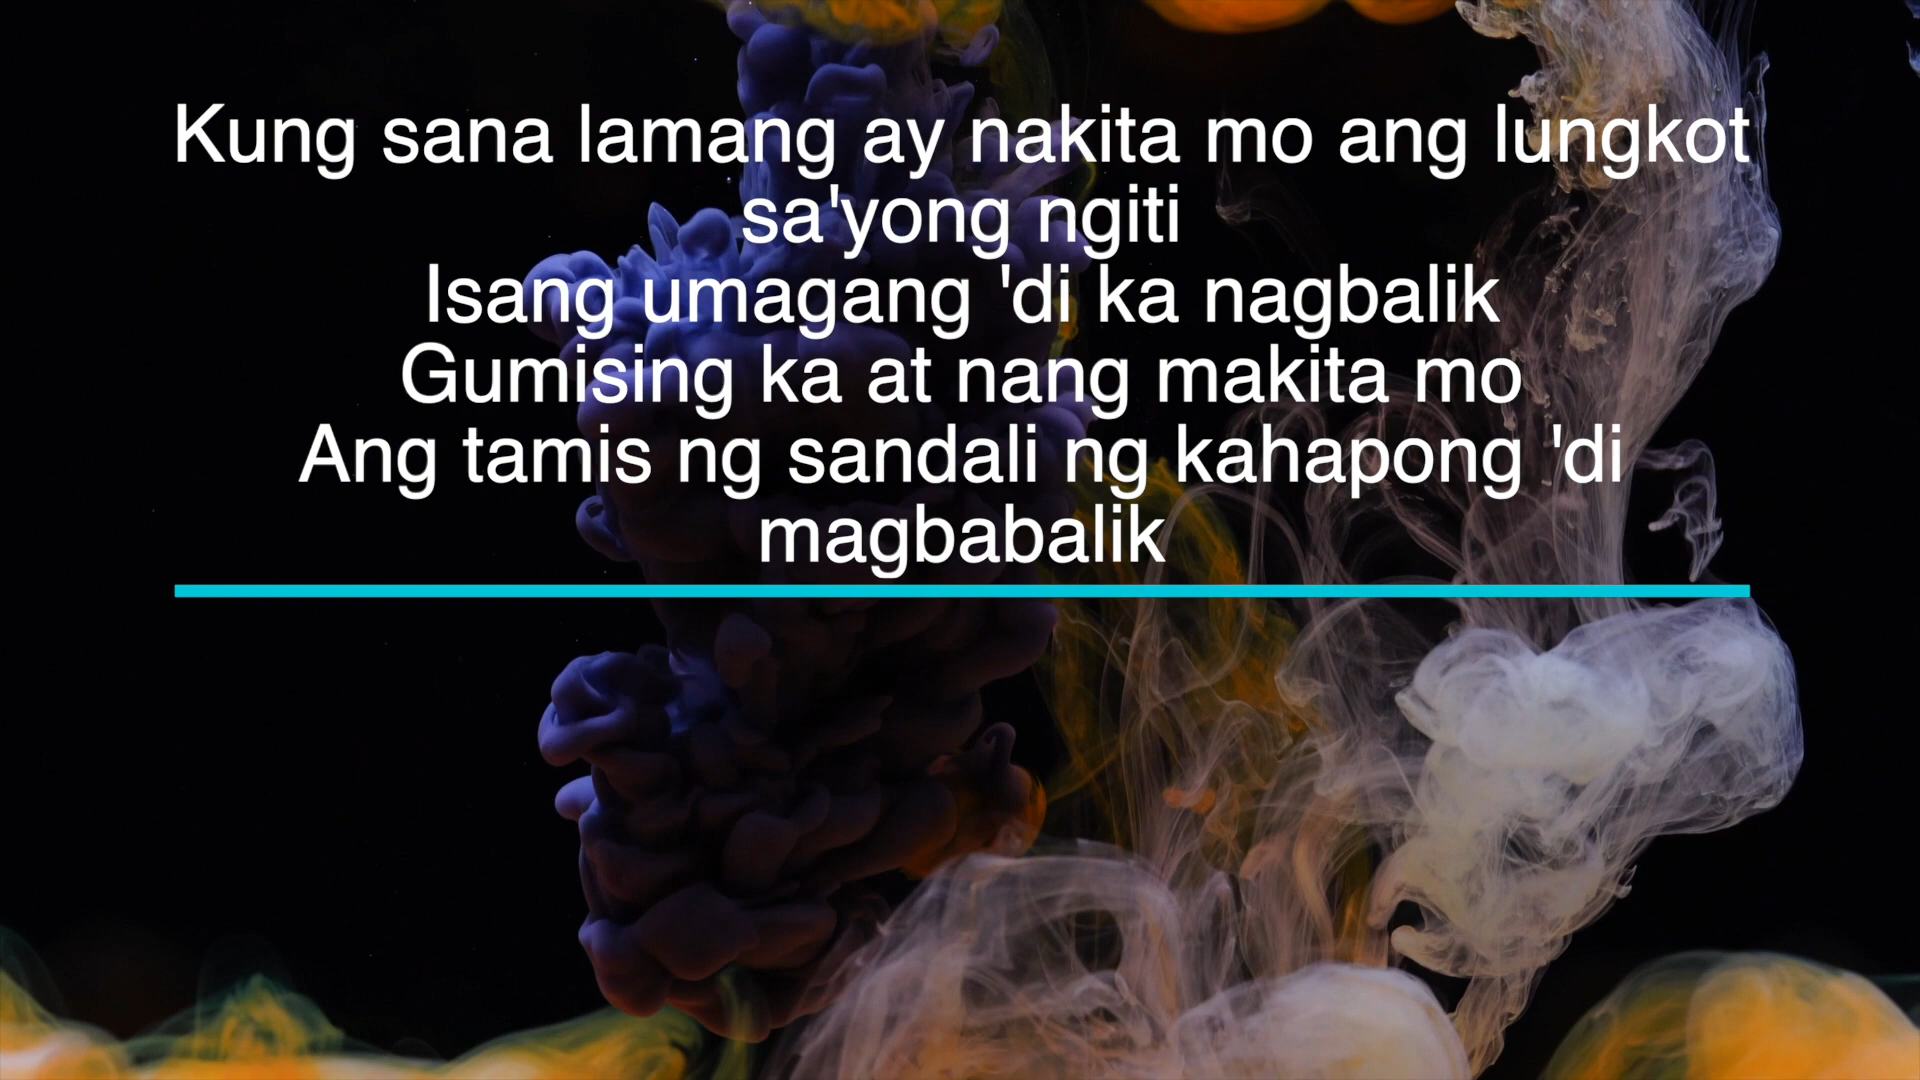 Kung sana lamang ay nakita mo ang lungkot
sa'yong ngiti
Isang umagang 'di ka nagbalik
Gumising ka at nang makita mo
Ang tamis ng sandali ng kahapong 'di
magbabalik